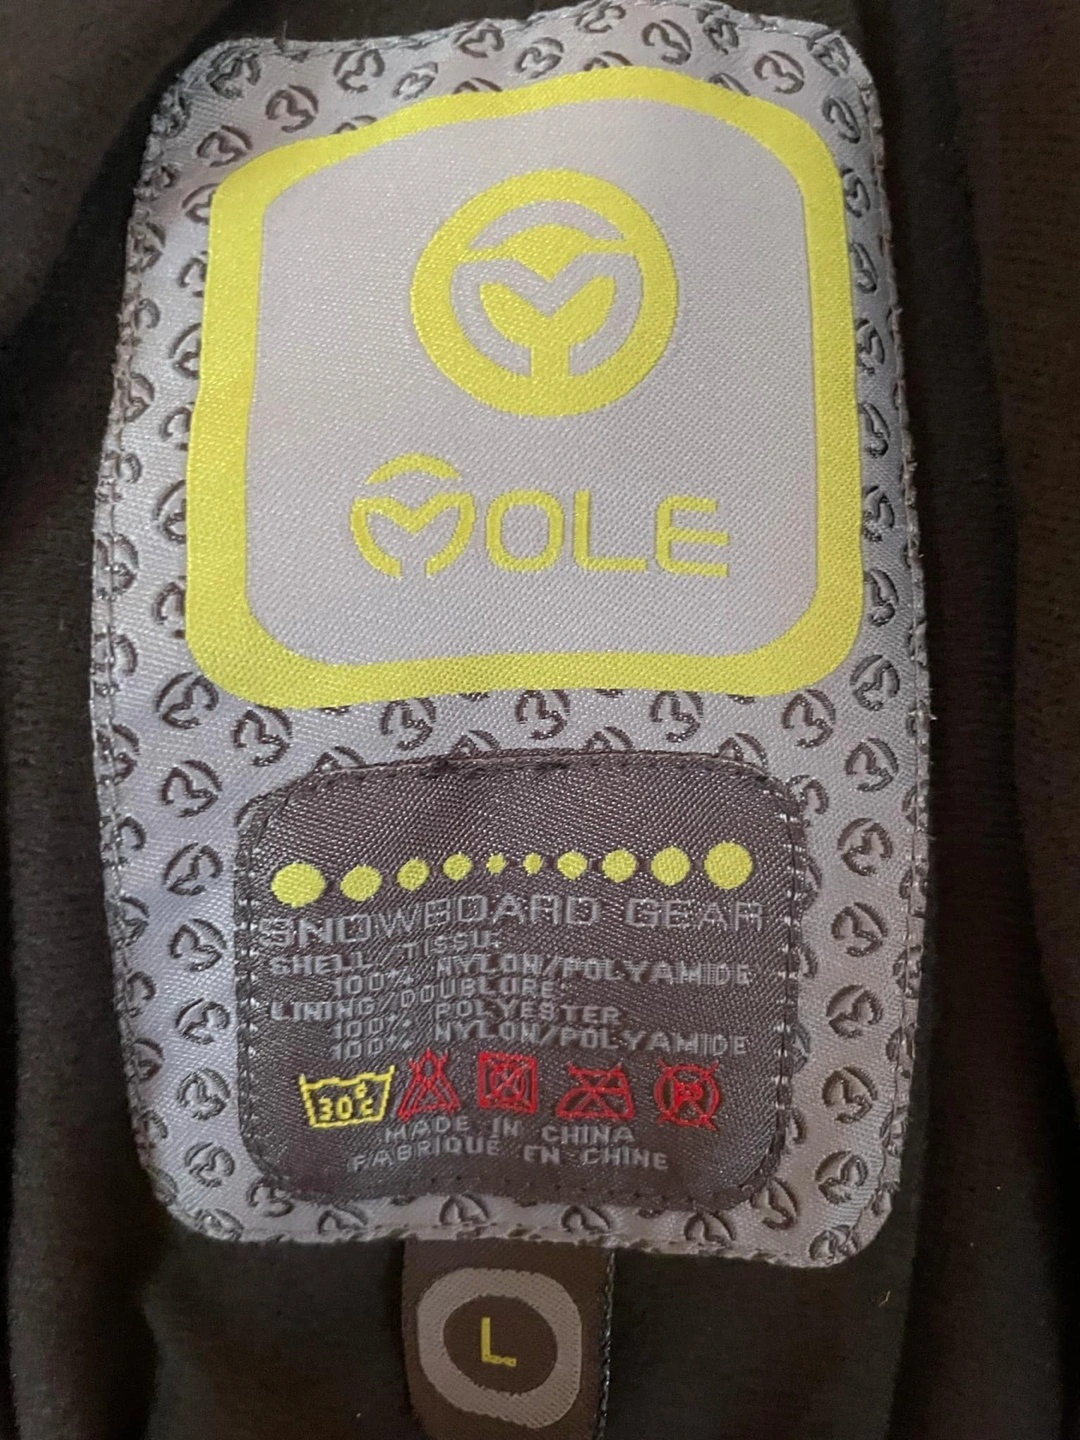 MOLE
SNOWBOARD GEAR
SHELL/TISSU:
100% NYLON/POLYAMIDE
LINING/DOUBLURE:
100% POLYESTER
100% NYLON/POLYAMIDE
30°C
MADE IN CHINA
FABRIQUÉ EN CHINE
L